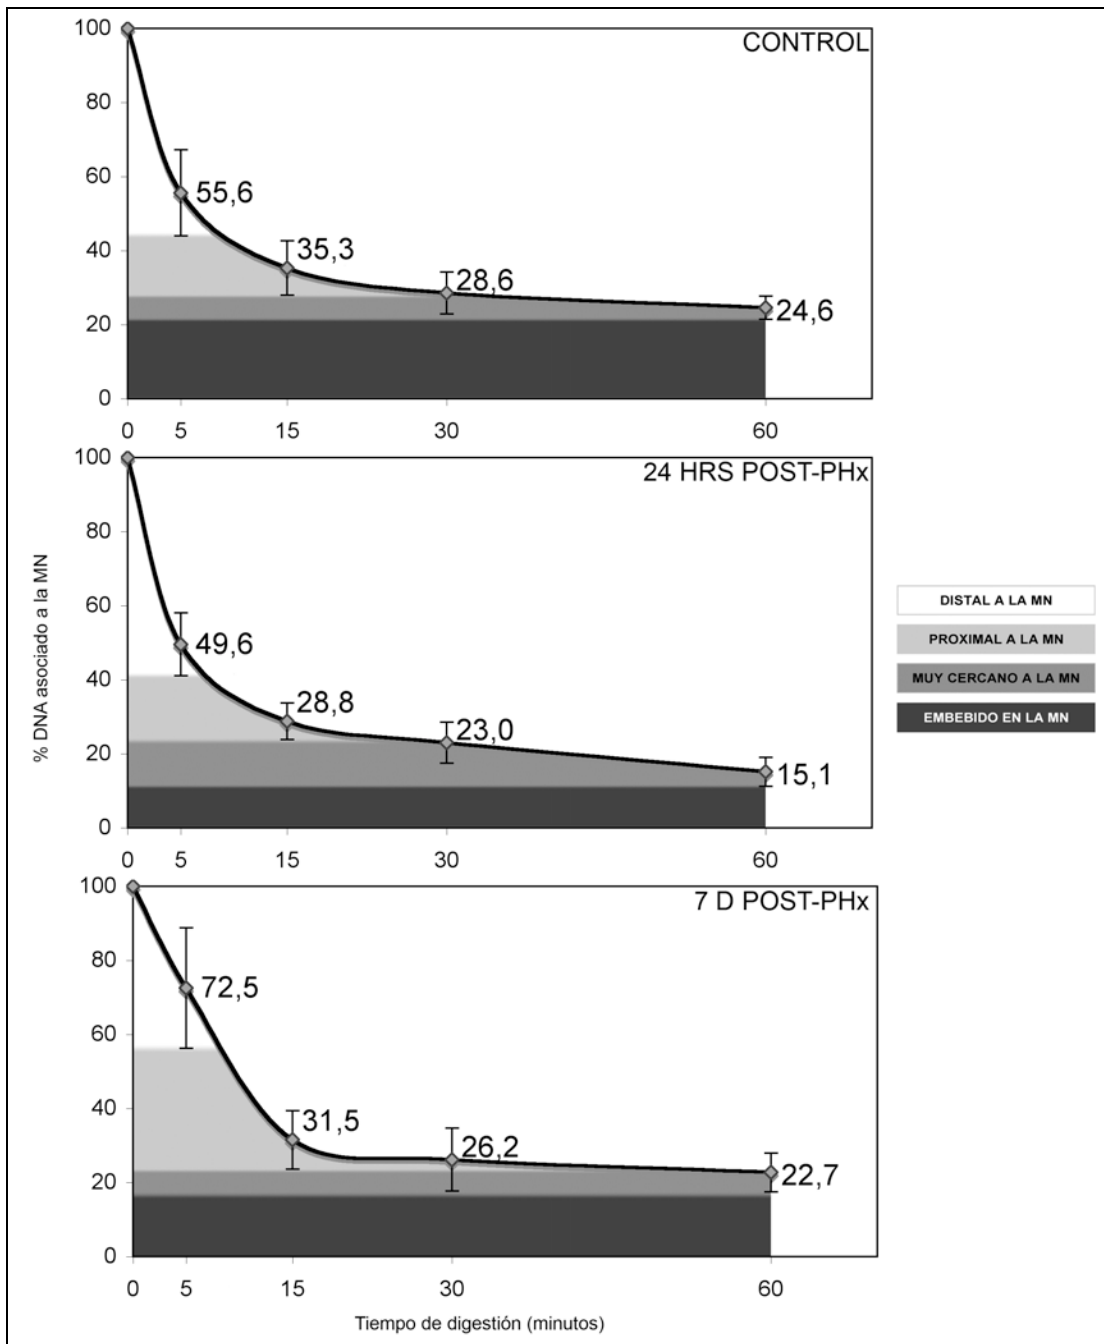 100
80
60
40
20
0
CONTROL
55,6
35,3
28,6
24,6
0 5 15 30 60
100
80
60
40
20
0
24 HRS POST-PHx
49,6
28,8
23,0
15,1
0 5 15 30 60
100
80
60
40
20
0
7 D POST-PHx
72,5
31,5
26,2
22,7
0 5 15 30 60
% DNA asociado a la MN
Tiempo de digestión (minutos)
DISTAL A LA MN
PROXIMAL A LA MN
MUY CERCANO A LA MN
EMBEBIDO EN LA MN